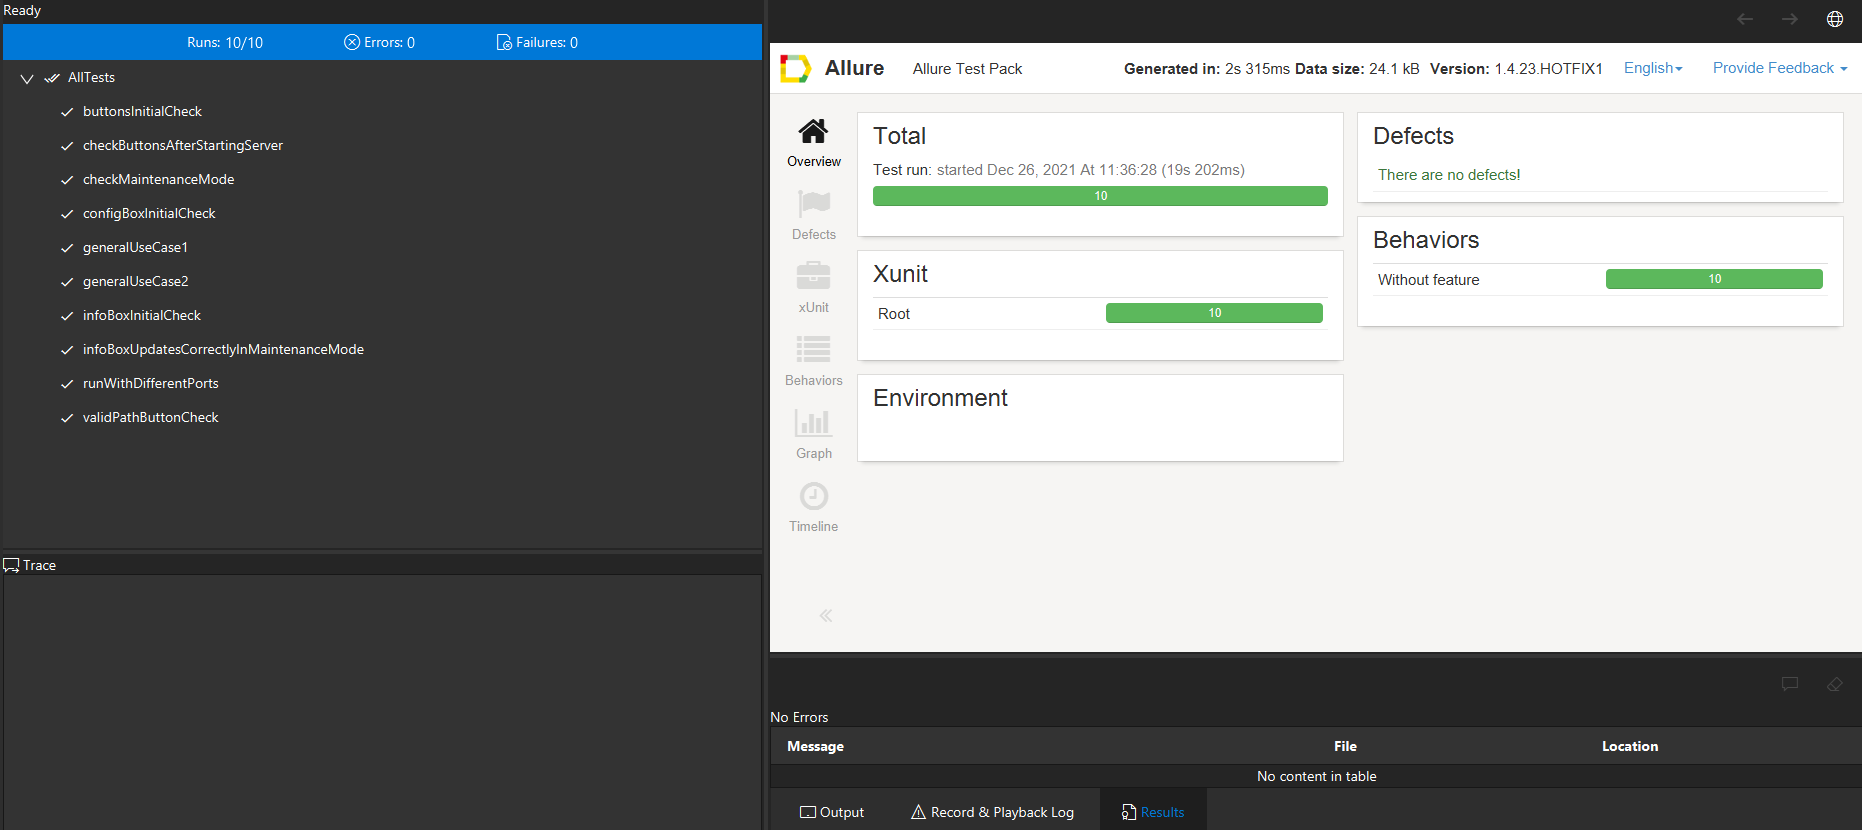 Ready
Runs: 10/10 Errors: 0 Failures: 0
AllTests
buttonsInitialCheck
checkButtonsAfterStartingServer
checkMaintenanceMode
configBoxInitialCheck
generalUseCase1
generalUseCase2
infoBoxInitialCheck
infoBoxUpdatesCorrectlyInMaintenanceMode
runWithDifferentPorts
validPathButtonCheck
Trace
Allure Allure Test Pack Generated in: 2s 315ms Data size: 24.1 kB Version: 1.4.23.HOTFIX1 English Provide Feedback
Overview
Defects
xUnit
Behaviors
Graph
Timeline
Total
Test run: started Dec 26, 2021 At 11:36:28 (19s 202ms)
10
Xunit
Root 10
Environment
Defects
There are no defects!
Behaviors
Without feature 10
No Errors
Message File Location
No content in table
Output Record & Playback Log Results